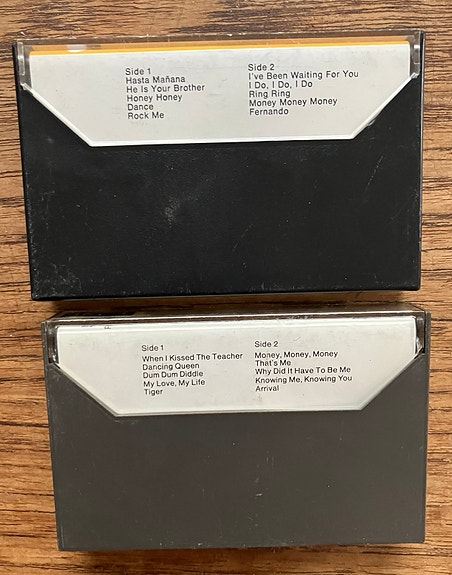 Side 1
Hasta Mañana
He Is Your Brother
Honey Honey
Dance
Rock Me
Side 2
I've Been Waiting For You
I Do, I Do, I Do
Ring Ring
Money Money Money
Fernando
Side 1
When I Kissed The Teacher
Dancing Queen
Dum Dum Diddle
My Love, My Life
Tiger
Side 2
Money, Money, Money
That's Me
Why Did It Have To Be Me
Knowing Me, Knowing You
Arrival